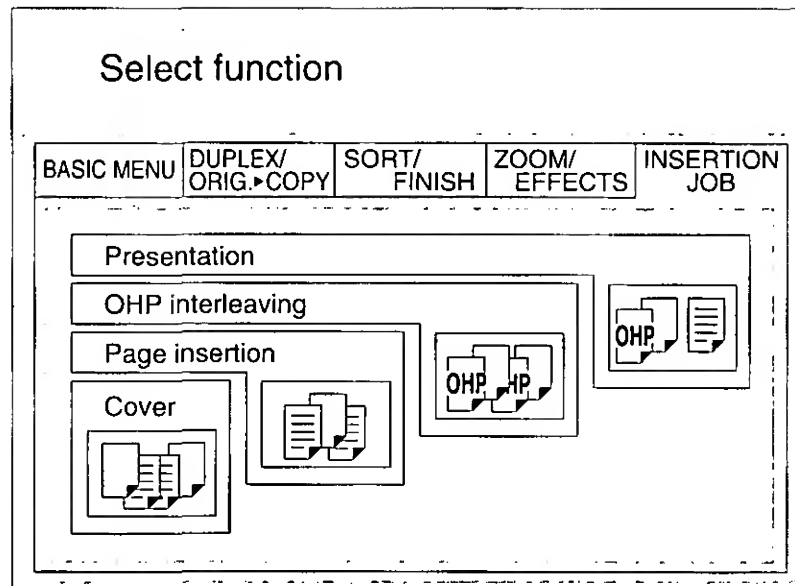 Select function
BASIC MENU
DUPLEX/
ORIG.▸COPY
SORT/
FINISH
ZOOM/
EFFECTS
INSERTION
JOB
Presentation
OHP
OHP interleaving
OHP HP
Page insertion
Cover